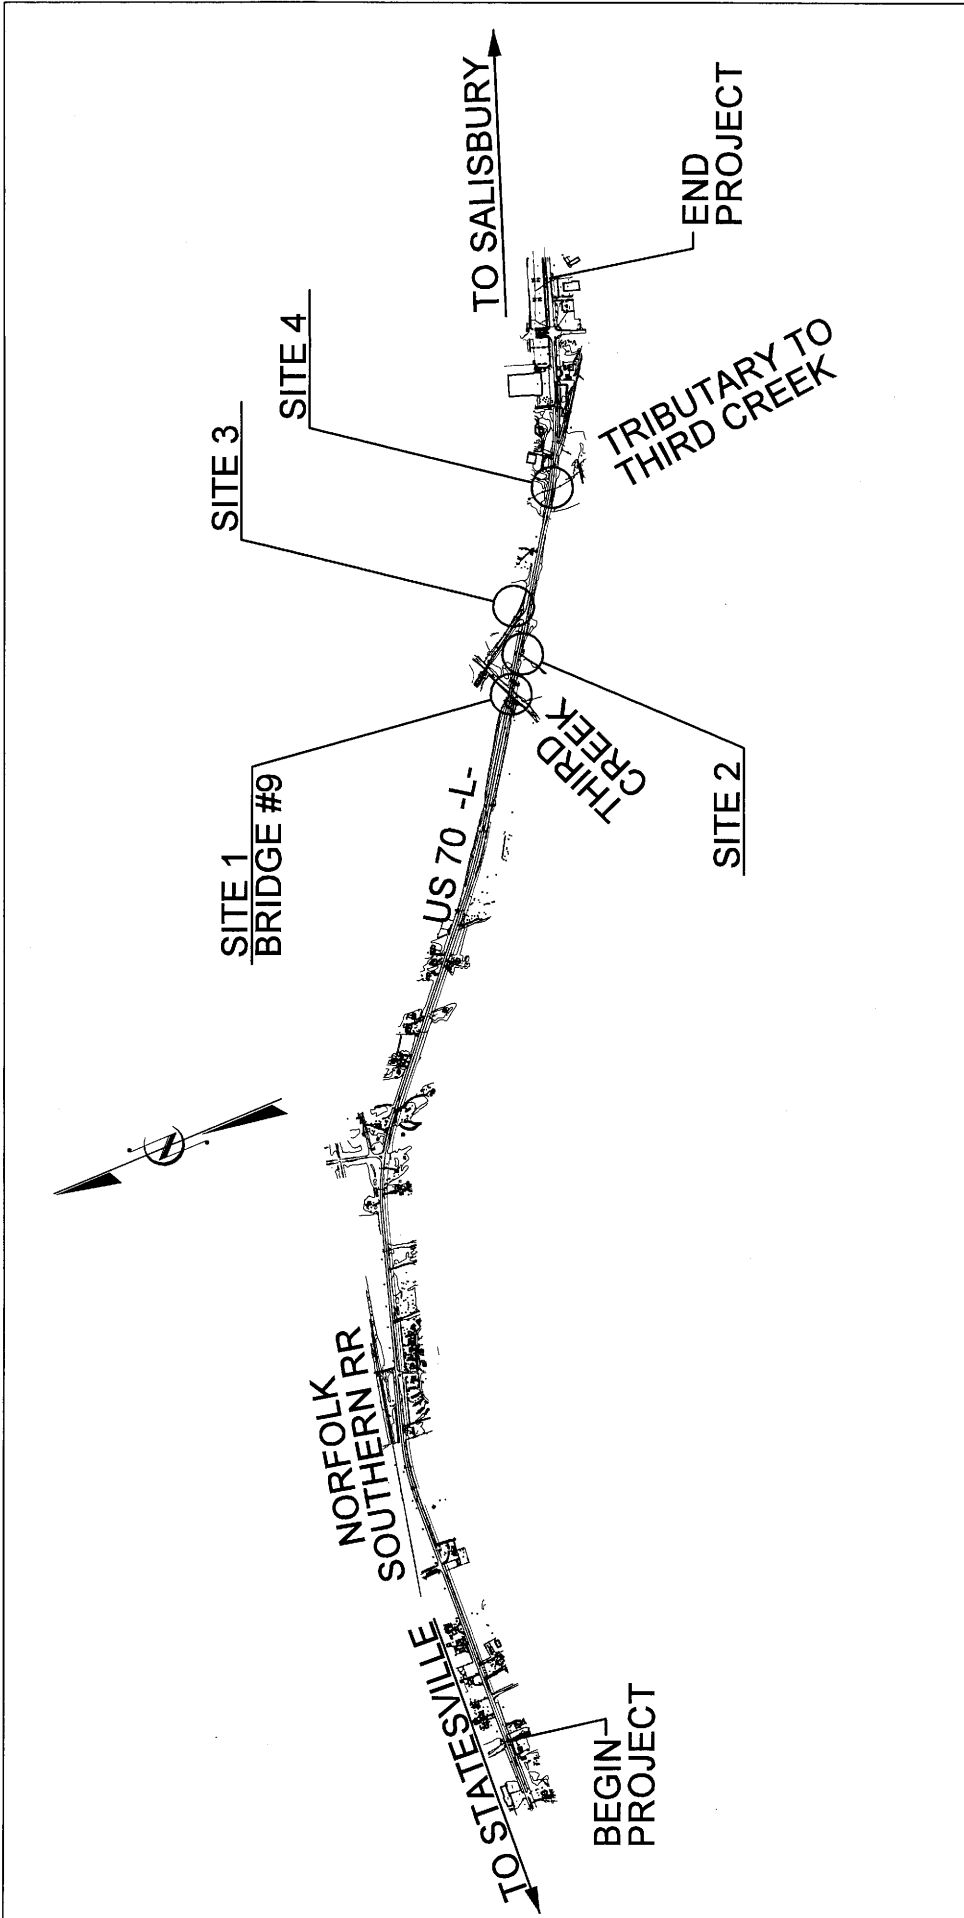 TO STATESVILLE
BEGIN
PROJECT
NORFOLK
SOUTHERN RR
N
US 70 -L-
SITE 1
BRIDGE #9
THIRD
CREEK
SITE 2
SITE 3
SITE 4
TRIBUTARY TO
THIRD CREEK
TO SALISBURY
END
PROJECT